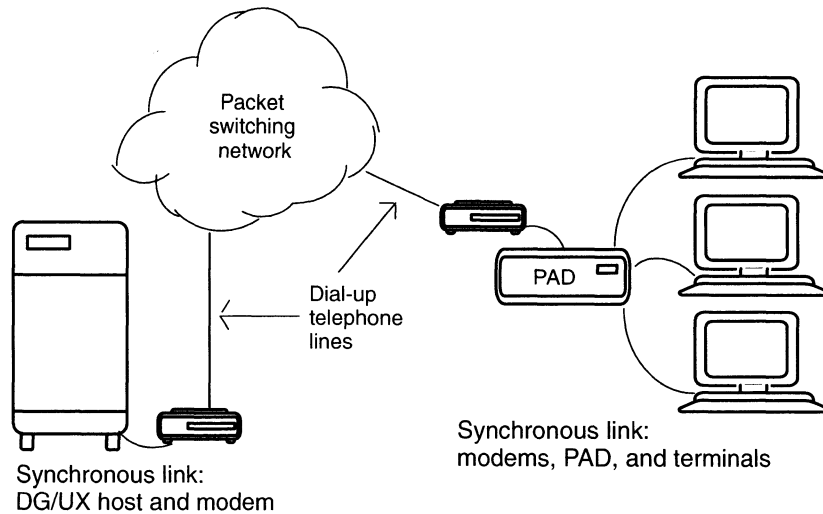 Packet
switching
network
PAD
Dial-up
telephone
lines
Synchronous link:
modems, PAD, and terminals
Synchronous link:
DG/UX host and modem